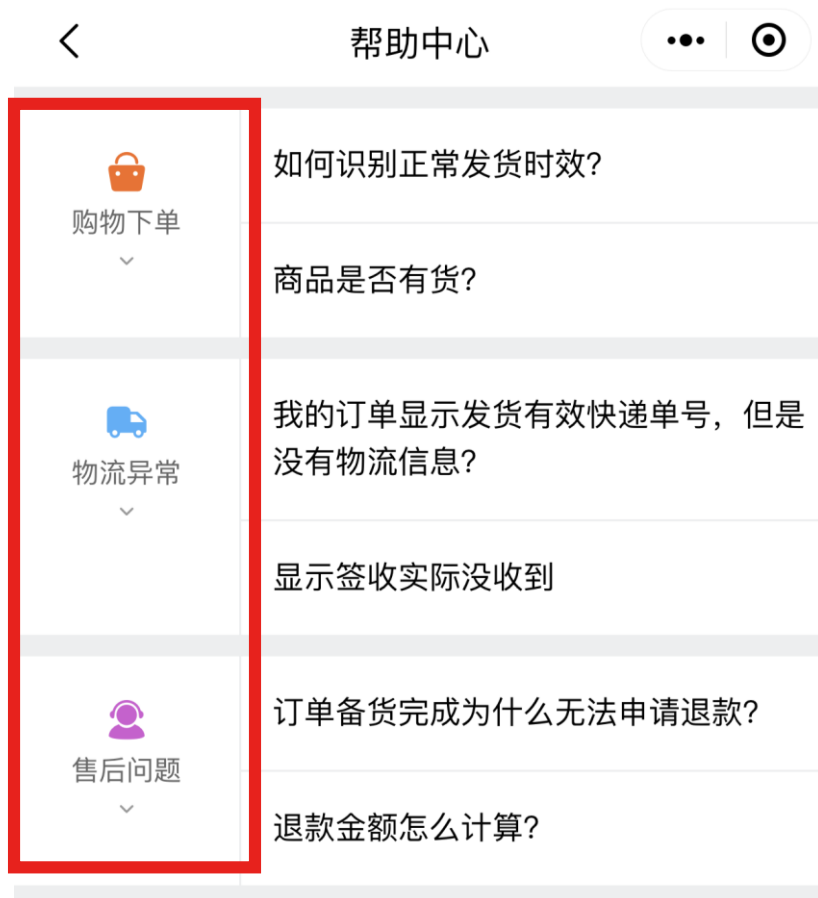 帮助中心
购物下单
如何识别正常发货时效?
商品是否有货?
物流异常
我的订单显示发货有效快递单号，但是
没有物流信息?
显示签收实际没收到
售后问题
订单备货完成为什么无法申请退款?
退款金额怎么计算?